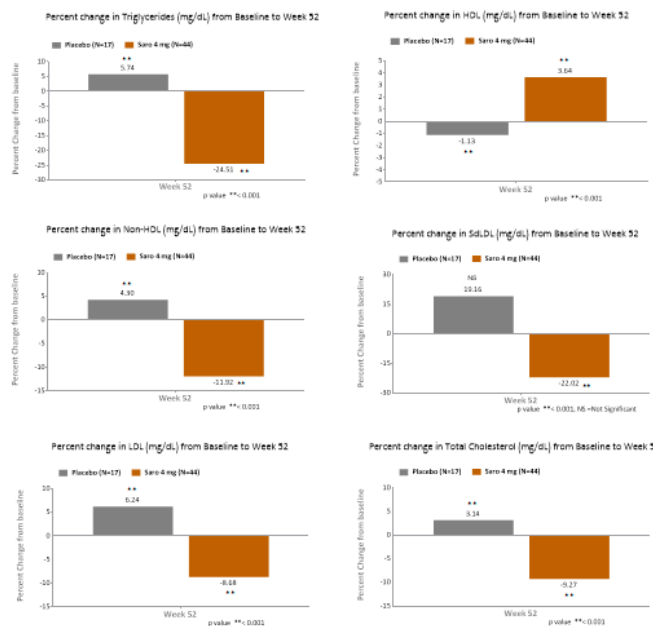 Percent change in Triglycerides (mg/dL) from Baseline to Week 52
Placebo (N=17) Saro 4 mg (N=44)
Percent Change from baseline
10
5
0
-5
-10
-15
-20
-25
-30
**
5.74
-24.51 **
Week 52
p value **< 0.001
Percent change in HDL (mg/dL) from Baseline to Week 52
Placebo (N=17) Saro 4 mg (N=44)
Percent Change from baseline
5
4
3
2
1
0
-1
-2
-3
-4
-5
**
3.64
-1.13
**
Week 52
p value **< 0.001
Percent change in Non-HDL (mg/dL) from Baseline to Week 52
Placebo (N=17) Saro 4 mg (N=44)
Percent Change from baseline
10
5
0
-5
-10
-15
**
4.30
-11.92 **
Week 52
p value **< 0.001
Percent change in SdLDL (mg/dL) from Baseline to Week 52
Placebo (N=17) Saro 4 mg (N=44)
Percent Change from baseline
30
15
0
-15
-30
NS
19.16
-22.02 **
Week 52
p value **< 0.001, NS =Not Significant
Percent change in LDL (mg/dL) from Baseline to Week 52
Placebo (N=17) Saro 4 mg (N=44)
Percent Change from baseline
10
5
0
-5
-10
-15
**
6.24
-8.68
**
Week 52
p value **< 0.001
Percent change in Total Cholesterol (mg/dL) from Baseline to Week 5
Placebo (N=17) Saro 4 mg (N=44)
Percent Change from baseline
10
5
0
-5
-10
-15
**
3.14
-9.27
**
Week 52
p value **< 0.001